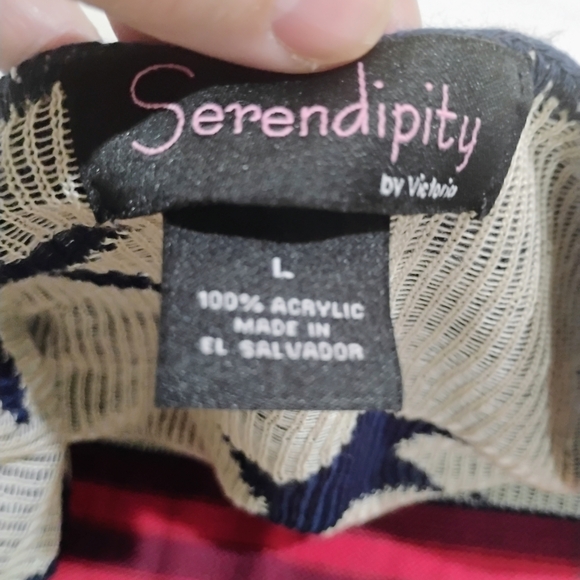 Serendipity
by Victoria
L
100% ACRYLIC
MADE IN
EL SALVADOR